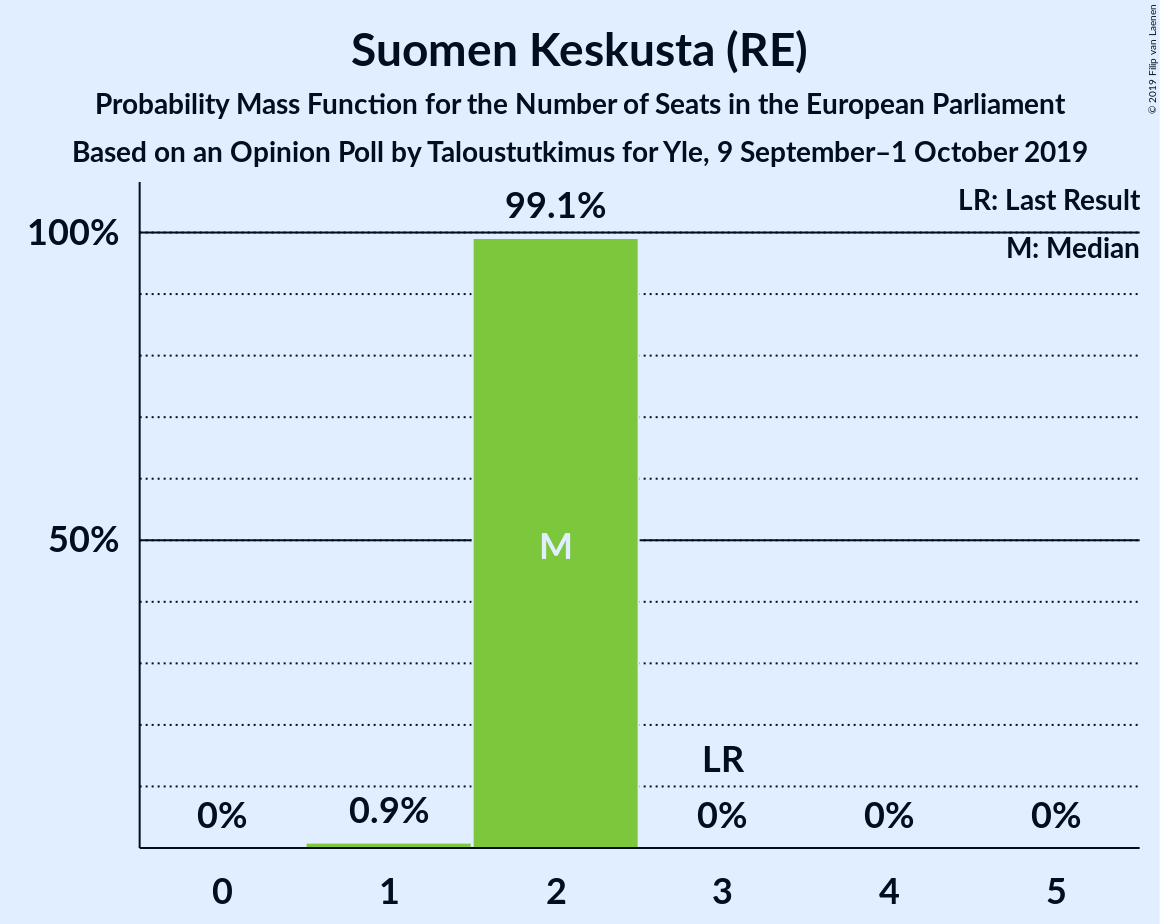 Suomen Keskusta (RE)
Probability Mass Function for the Number of Seats in the European Parliament
Based on an Opinion Poll by Taloustutkimus for Yle, 9 September–1 October 2019
© 2019 Filip van Laenen
LR: Last Result
M: Median
99.1%
100%
50%
M
LR
0%
0.9%
0%
0%
0%
0
1
2
3
4
5